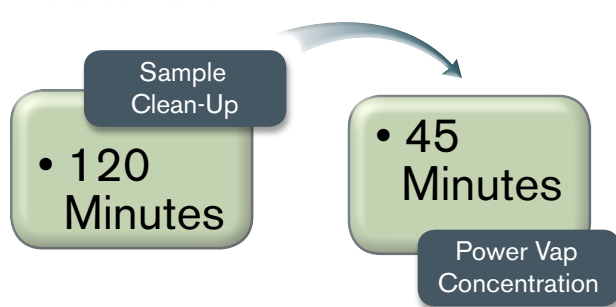 Sample
Clean-Up
• 120
Minutes
• 45
Minutes
Power Vap
Concentration